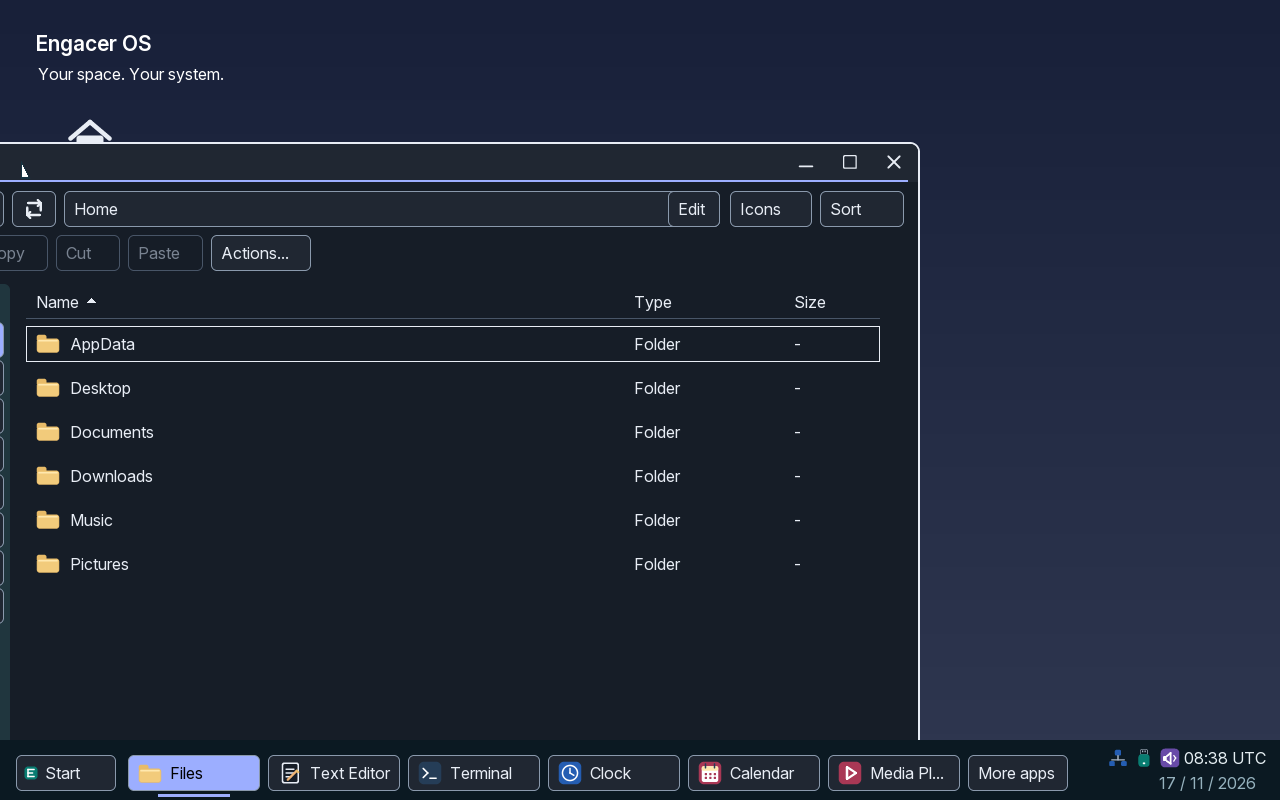 Engacer OS
Your space. Your system.
Home
Edit
Icons
Sort
opy
Cut
Paste
Actions...
Name
Type
Size
AppData Folder -
Desktop Folder -
Documents Folder -
Downloads Folder -
Music Folder -
Pictures Folder -
Start
Files
Text Editor
Terminal
Clock
Calendar
Media Pl...
More apps
08:38 UTC
17 / 11 / 2026